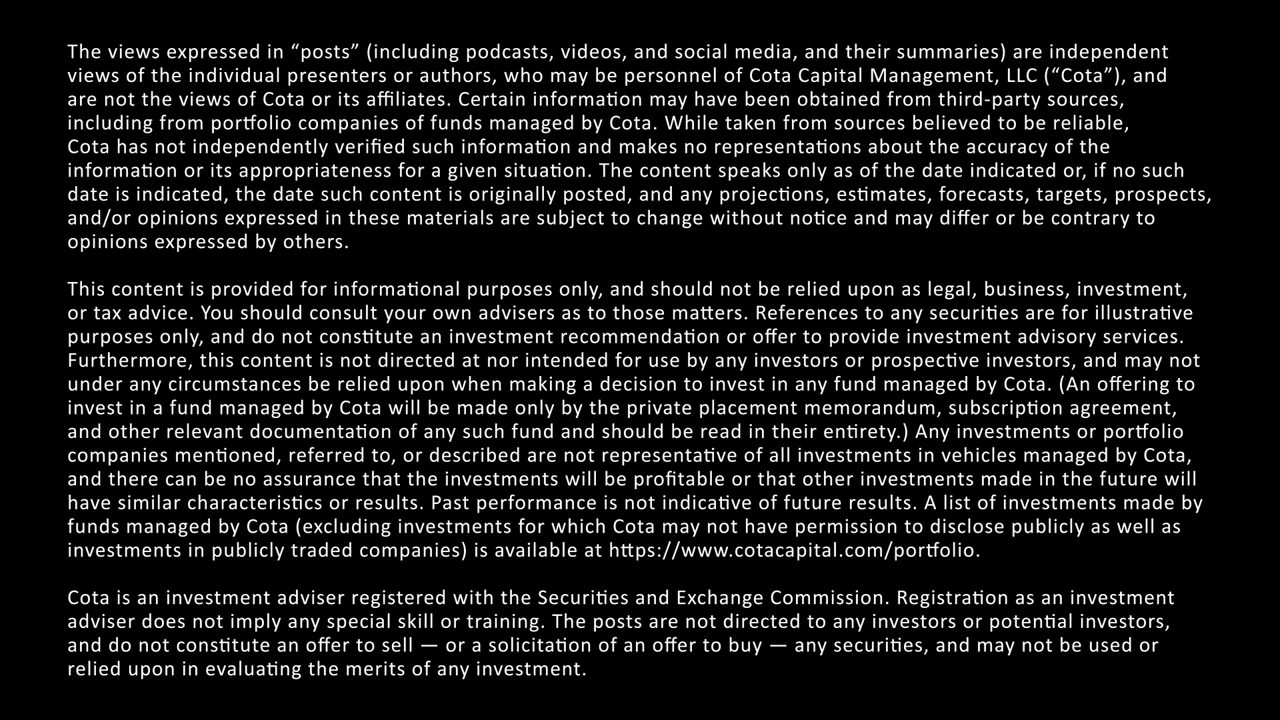 The views expressed in “posts” (including podcasts, videos, and social media, and their summaries) are independent
views of the individual presenters or authors, who may be personnel of Cota Capital Management, LLC (“Cota”), and
are not the views of Cota or its affiliates. Certain information may have been obtained from third-party sources,
including from portfolio companies of funds managed by Cota. While taken from sources believed to be reliable,
Cota has not independently verified such information and makes no representations about the accuracy of the
information or its appropriateness for a given situation. The content speaks only as of the date indicated or, if no such
date is indicated, the date such content is originally posted, and any projections, estimates, forecasts, targets, prospects,
and/or opinions expressed in these materials are subject to change without notice and may differ or be contrary to
opinions expressed by others.
This content is provided for informational purposes only, and should not be relied upon as legal, business, investment,
or tax advice. You should consult your own advisers as to those matters. References to any securities are for illustrative
purposes only, and do not constitute an investment recommendation or offer to provide investment advisory services.
Furthermore, this content is not directed at nor intended for use by any investors or prospective investors, and may not
under any circumstances be relied upon when making a decision to invest in any fund managed by Cota. (An offering to
invest in a fund managed by Cota will be made only by the private placement memorandum, subscription agreement,
and other relevant documentation of any such fund and should be read in their entirety.) Any investments or portfolio
companies mentioned, referred to, or described are not representative of all investments in vehicles managed by Cota,
and there can be no assurance that the investments will be profitable or that other investments made in the future will
have similar characteristics or results. Past performance is not indicative of future results. A list of investments made by
funds managed by Cota (excluding investments for which Cota may not have permission to disclose publicly as well as
investments in publicly traded companies) is available at https://www.cotacapital.com/portfolio.
Cota is an investment adviser registered with the Securities and Exchange Commission. Registration as an investment
adviser does not imply any special skill or training. The posts are not directed to any investors or potential investors,
and do not constitute an offer to sell — or a solicitation of an offer to buy — any securities, and may not be used or
relied upon in evaluating the merits of any investment.